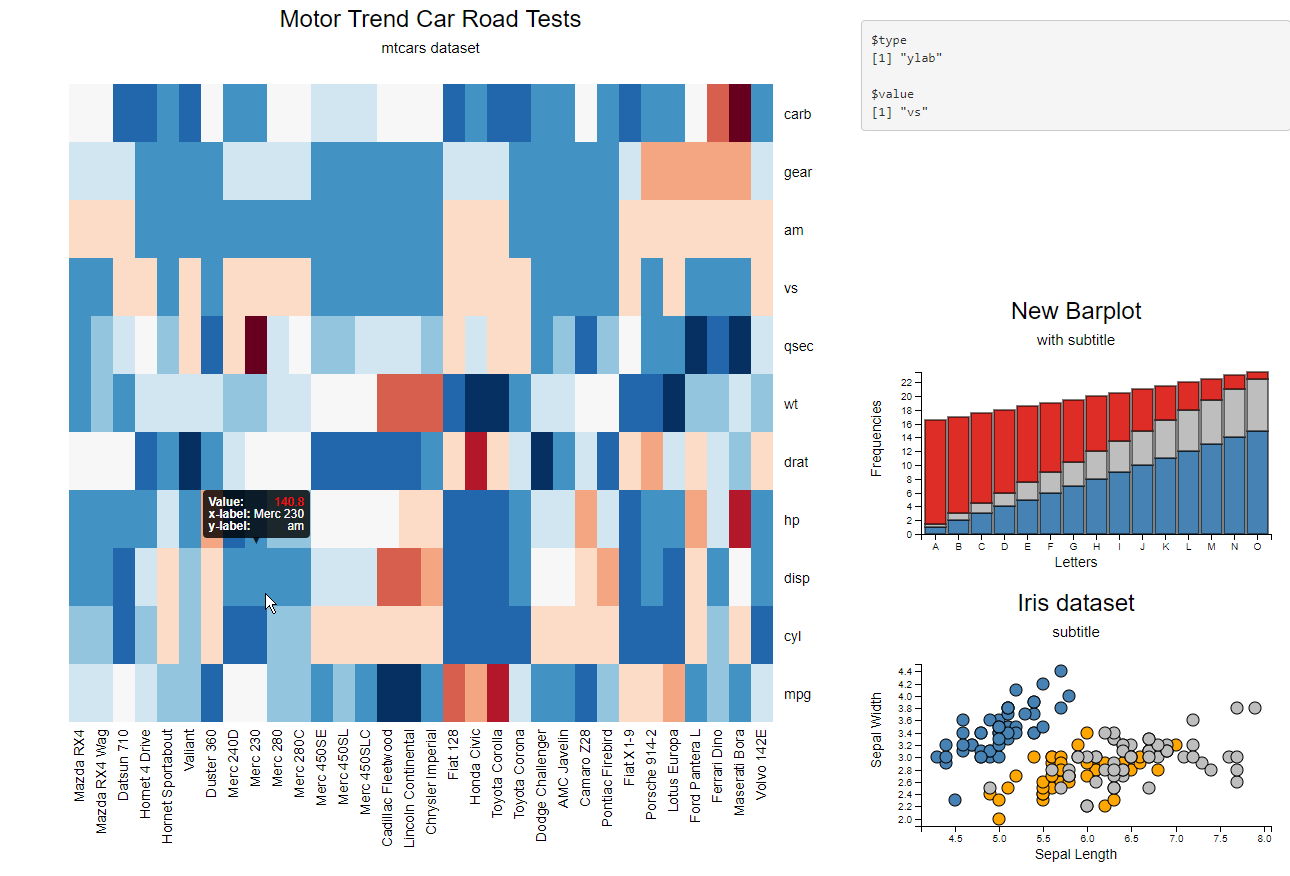 Motor Trend Car Road Tests
mtcars dataset
carb
gear
am
vs
qsec
wt
drat
hp
disp
cyl
mpg
Value: 140.8
x-label: Merc 230
y-label: am
Mazda RX4
Mazda RX4 Wag
Datsun 710
Hornet 4 Drive
Hornet Sportabout
Valiant
Duster 360
Merc 240D
Merc 230
Merc 280
Merc 280C
Merc 450SE
Merc 450SL
Merc 450SLC
Cadillac Fleetwood
Lincoln Continental
Chrysler Imperial
Fiat 128
Honda Civic
Toyota Corolla
Toyota Corona
Dodge Challenger
AMC Javelin
Camaro Z28
Pontiac Firebird
Fiat X1-9
Porsche 914-2
Lotus Europa
Ford Pantera L
Ferrari Dino
Maserati Bora
Volvo 142E
$type
[1] "ylab"
$value
[1] "vs"
New Barplot
with subtitle
Frequencies
22
20
18
16
14
12
10
8
6
4
2
0
A B C D E F G H I J K L M N O
Letters
Iris dataset
subtitle
Sepal Width
4.4
4.2
4.0
3.8
3.6
3.4
3.2
3.0
2.8
2.6
2.4
2.2
2.0
4.5 5.0 5.5 6.0 6.5 7.0 7.5 8.0
Sepal Length